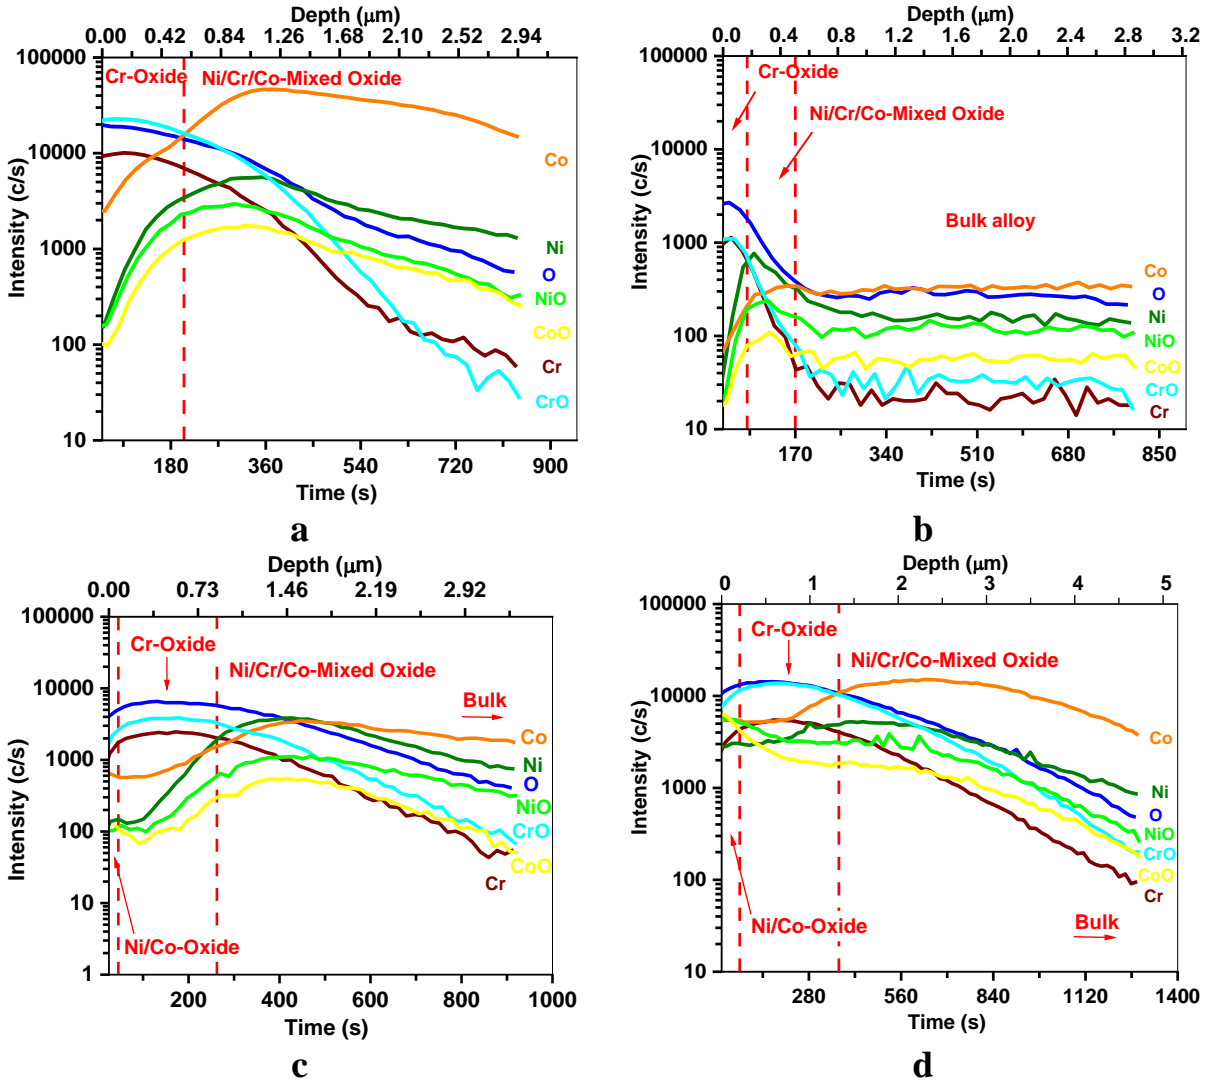 Depth (μm)
0.00 0.42 0.84 1.26 1.68 2.10 2.52 2.94
100000
10000
1000
100
10
Intensity (c/s)
Cr-Oxide
Ni/Cr/Co-Mixed Oxide
Co
Ni
O
NiO
CoO
Cr
CrO
180 360 540 720 900
Time (s)
a
Depth (μm)
0.0 0.4 0.8 1.2 1.6 2.0 2.4 2.8 3.2
100000
10000
1000
100
10
Intensity (c/s)
Cr-Oxide
Ni/Cr/Co-Mixed Oxide
Bulk alloy
Co
O
Ni
NiO
CoO
CrO
Cr
170 340 510 680 850
Time (s)
b
Depth (μm)
0.00 0.73 1.46 2.19 2.92
100000
10000
1000
100
10
1
Intensity (c/s)
Cr-Oxide
Ni/Cr/Co-Mixed Oxide
Bulk
Co
Ni
O
NiO
CrO
CoO
Cr
Ni/Co-Oxide
200 400 600 800 1000
Time (s)
c
Depth (μm)
0 1 2 3 4 5
100000
10000
1000
100
10
Intensity (c/s)
Cr-Oxide
Ni/Cr/Co-Mixed Oxide
Co
Ni
O
NiO
CrO
CoO
Cr
Bulk
Ni/Co-Oxide
280 560 840 1120 1400
Time (s)
d